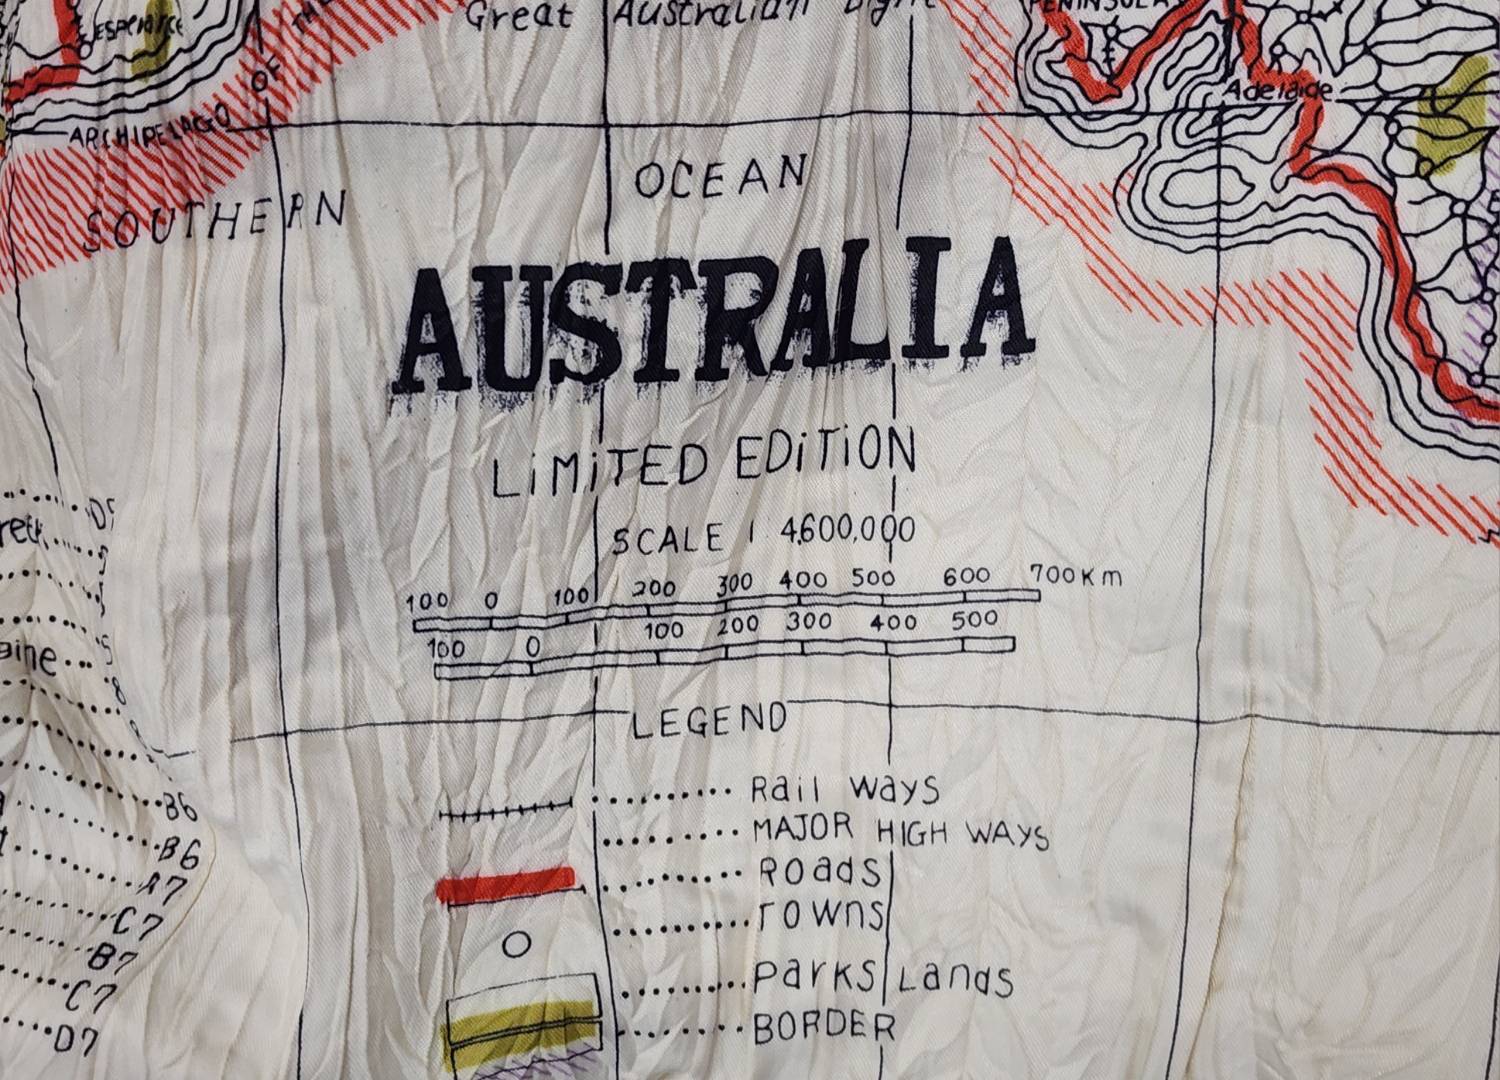 Great Australian
ESPERANCE
PENINSULA
Adelaide
ARCHIPELAGO OF THE
OCEAN
SOUTHERN
AUSTRALIA
LiMiTED EDiTiON
SCALE 1 4,600,000
100 0 100 200 300 400 500 600 700Km
100 0 100 200 300 400 500
LEGEND
Rail ways
MAJOR HIGH WAYS
Roads
Towns
Parks Lands
BORDER
B6
B6
A7
C7
B7
C7
D7